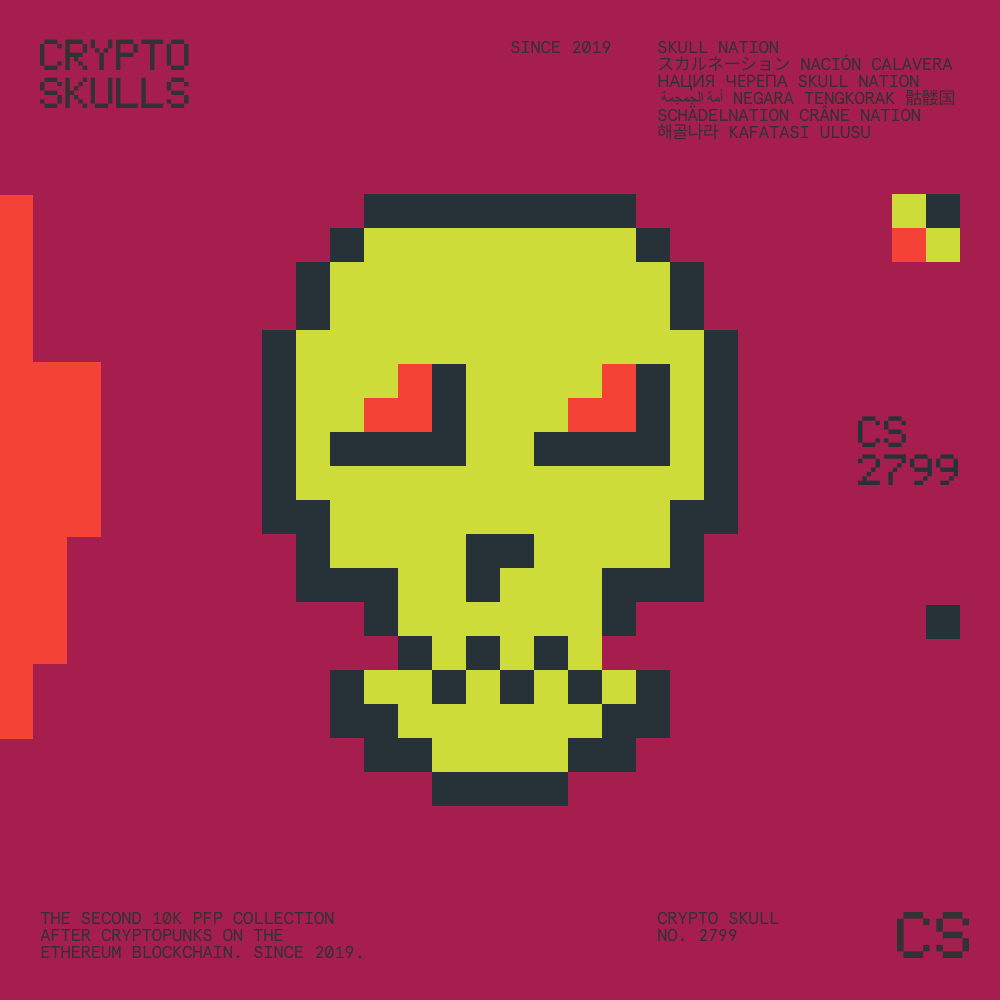 CRYPTO
SKULLS
SINCE 2019
SKULL NATION
スカルネーション NACIÓN CALAVERA
НАЦИЯ ЧЕРЕПА SKULL NATION
أمة الجمجمة NEGARA TENGKORAK 骷髅国
SCHÄDELNATION CRÂNE NATION
해골나라 KAFATASI ULUSU
CS
2799
THE SECOND 10K PFP COLLECTION
AFTER CRYPTOPUNKS ON THE
ETHEREUM BLOCKCHAIN. SINCE 2019.
CRYPTO SKULL
NO. 2799
CS